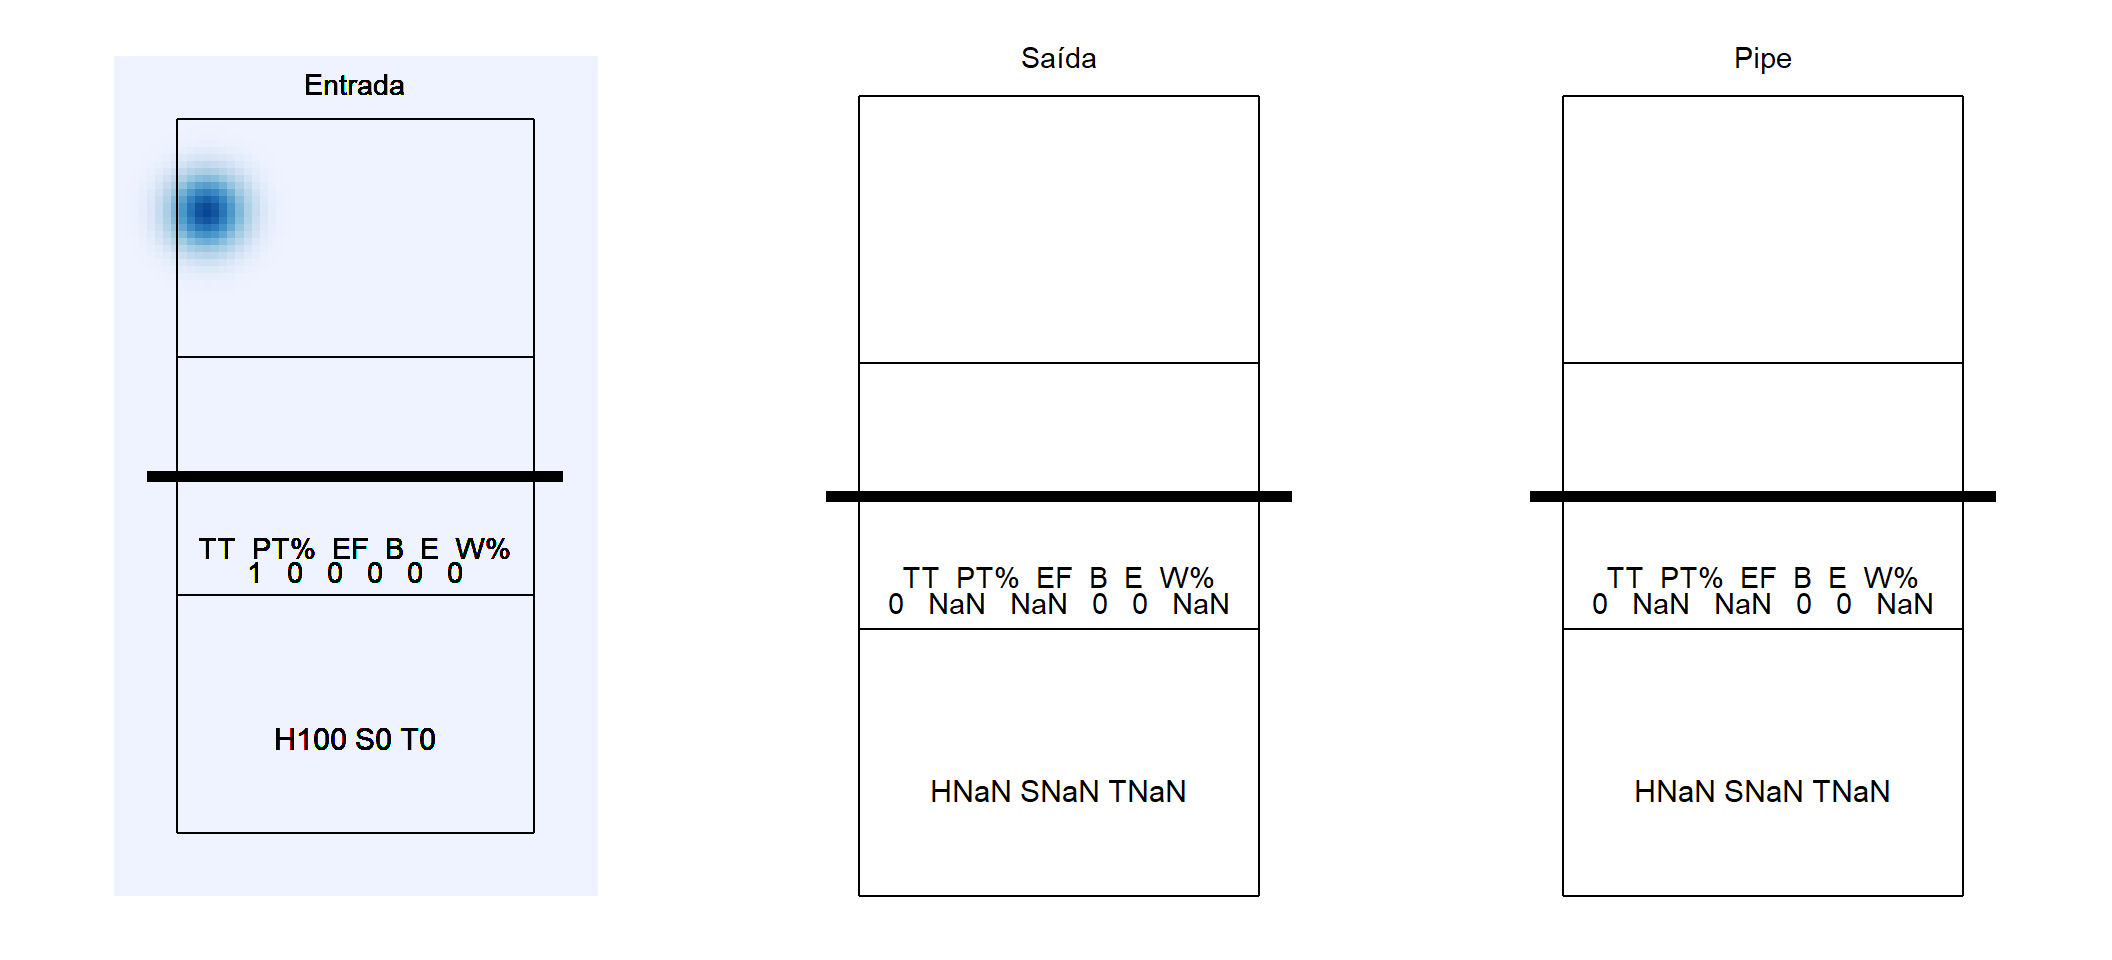 Entrada
TT PT% EF B E W%
1 0 0 0 0 0
H100 S0 T0
Saída
TT PT% EF B E W%
0 NaN NaN 0 0 NaN
HNaN SNaN TNaN
Pipe
TT PT% EF B E W%
0 NaN NaN 0 0 NaN
HNaN SNaN TNaN